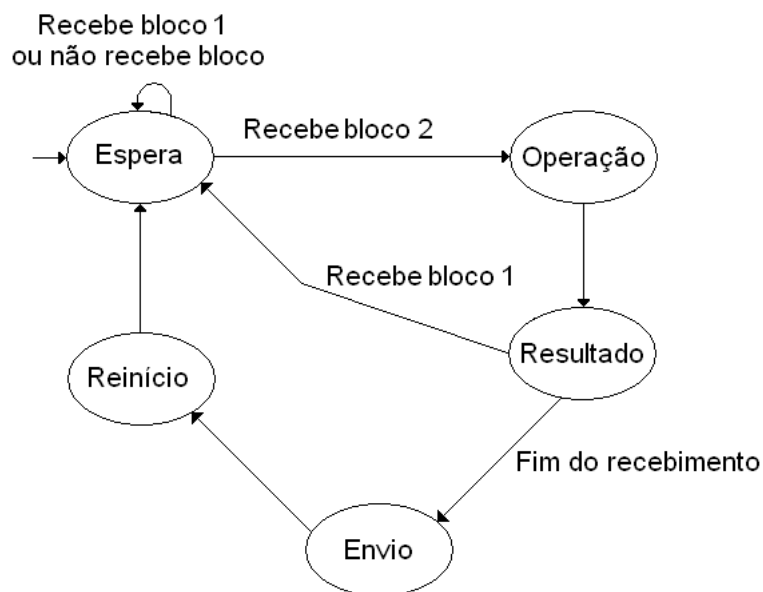 Recebe bloco 1
ou não recebe bloco
Espera
Recebe bloco 2
Operação
Recebe bloco 1
Resultado
Reinício
Fim do recebimento
Envio